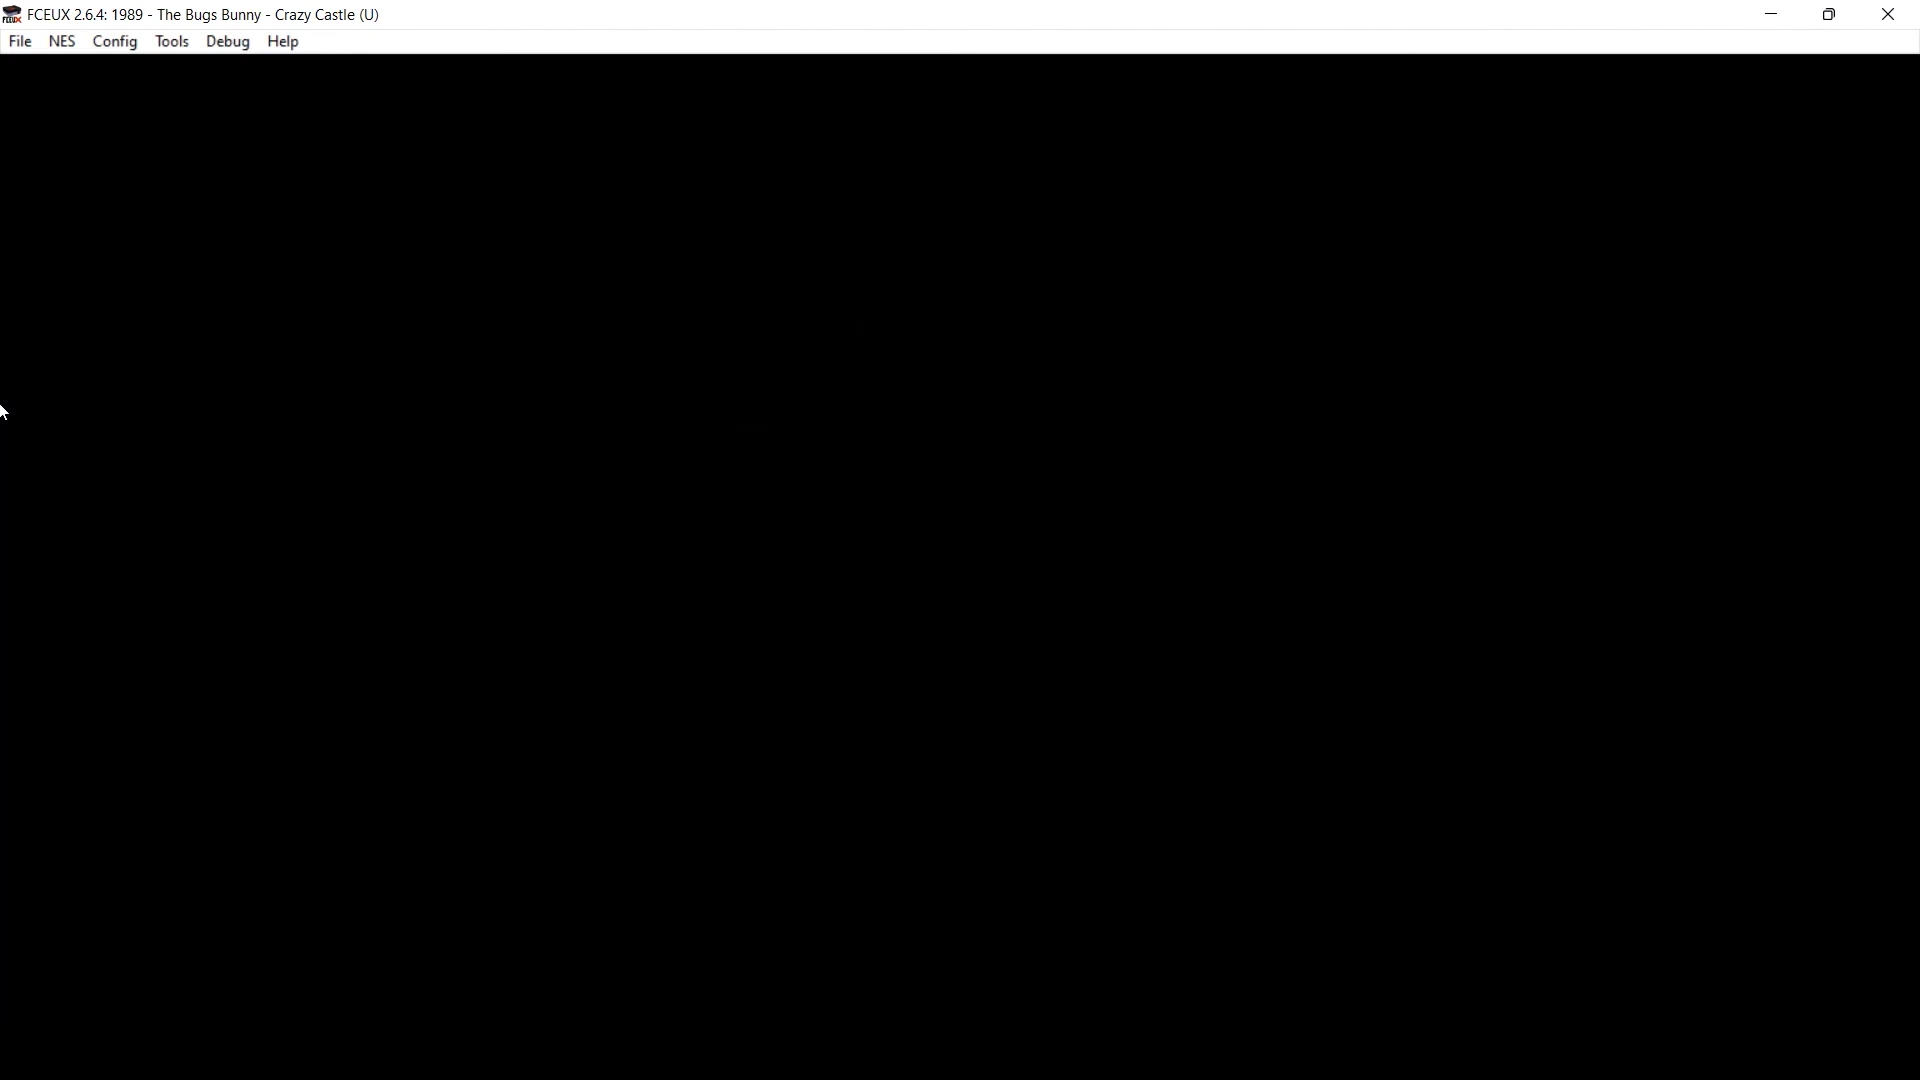 FCEUX 2.6.4: 1989 - The Bugs Bunny - Crazy Castle (U)
File NES Config Tools Debug Help